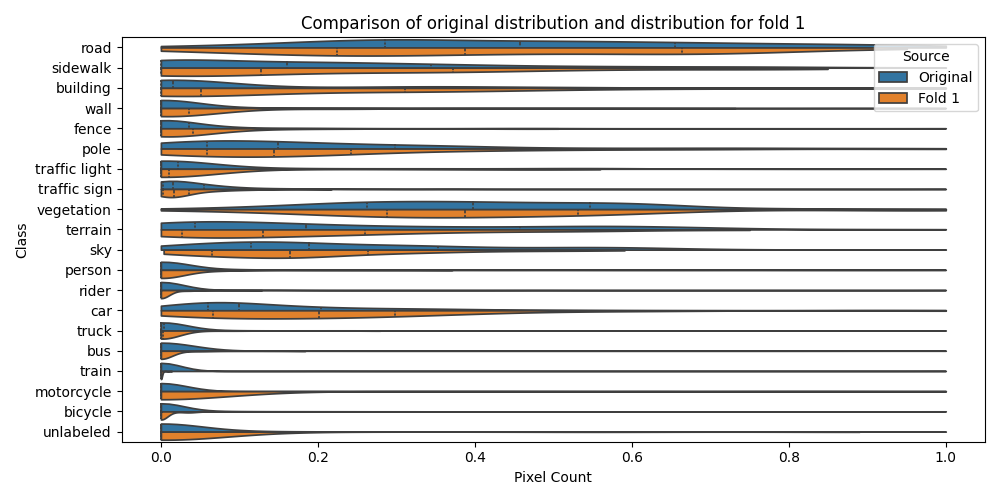 Comparison of original distribution and distribution for fold 1
road
sidewalk
building
wall
fence
pole
traffic light
traffic sign
vegetation
terrain
sky
person
rider
car
truck
bus
train
motorcycle
bicycle
unlabeled
Class
Source
Original
Fold 1
0.0 0.2 0.4 0.6 0.8 1.0
Pixel Count